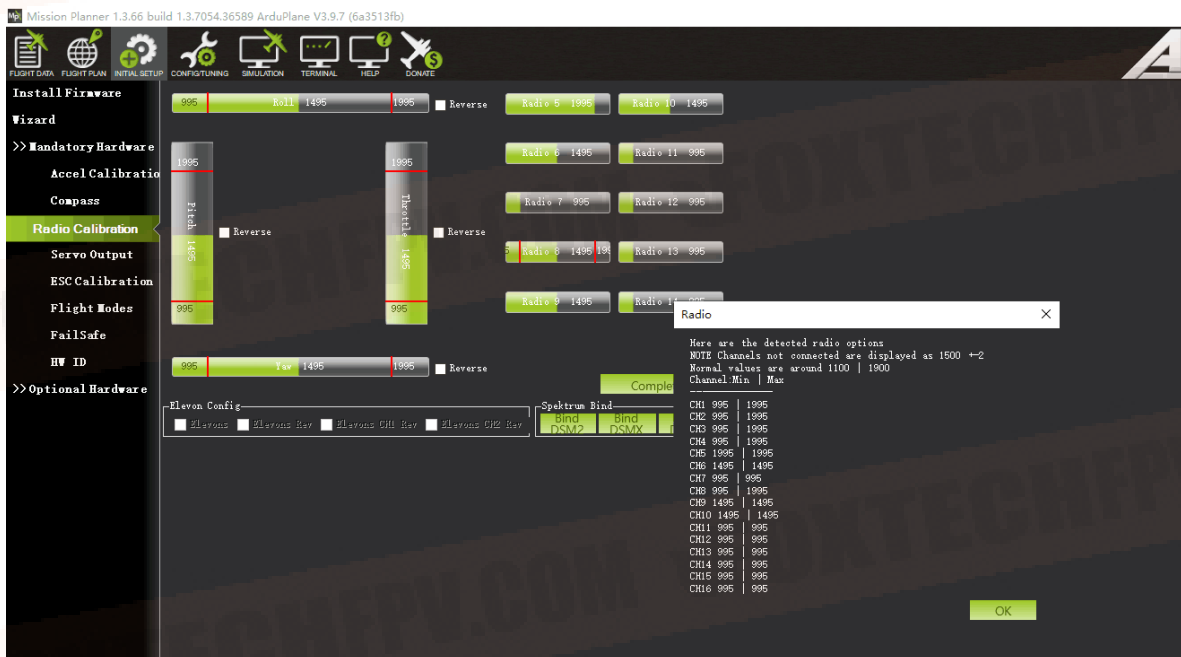 Mission Planner 1.3.66 build 1.3.7054.36589 ArduPlane V3.9.7 (6a3513fb)
FLIGHT DATA FLIGHT PLAN INITIAL SETUP CONFIG/TUNING SIMULATION TERMINAL HELP DONATE
Install Firmware
Wizard
>> Mandatory Hardware
Accel Calibratio
Compass
Radio Calibration
Servo Output
ESC Calibration
Flight Modes
FailSafe
HW ID
>> Optional Hardware
995 Roll 1495 1995 Reverse
1995 Pitch 1495 995 Reverse
1995 Throttle 1495 995 Reverse
995 Yaw 1495 1995 Reverse
Radio 5 1995 Radio 10 1495
Radio 6 1495 Radio 11 995
Radio 7 995 Radio 12 995
Radio 8 1495 Radio 13 995
Radio 9 1495 Radio 14 995
Comple
Elevon Config
Elevons Elevons Rev Elevons CH1 Rev Elevons CH2 Rev
Spektrum Bind
Bind DSM2 Bind DSMX
Radio
Here are the detected radio options
NOTE Channels not connected are displayed as 1500 +-2
Normal values are around 1100 | 1900
Channel:Min | Max
CH1 995 | 1995
CH2 995 | 1995
CH3 995 | 1995
CH4 995 | 1995
CH5 1995 | 1995
CH6 1495 | 1495
CH7 995 | 995
CH8 995 | 1995
CH9 1495 | 1495
CH10 1495 | 1495
CH11 995 | 995
CH12 995 | 995
CH13 995 | 995
CH14 995 | 995
CH15 995 | 995
CH16 995 | 995
OK